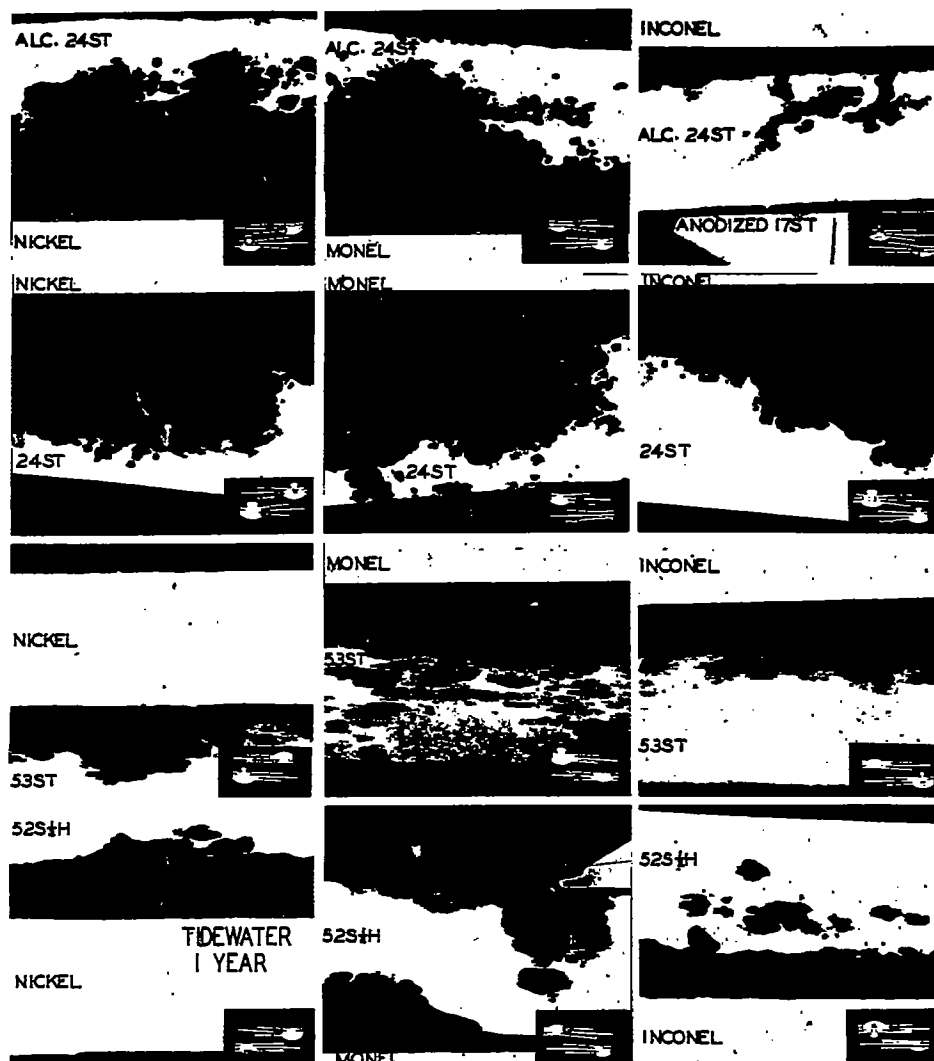 ALC. 24ST
NICKEL
ALC. 24ST
MONEL
INCONEL
ALC. 24ST
ANODIZED 17ST
NICKEL
24ST
MONEL
24ST
INCONEL
24ST
NICKEL
53ST
MONEL
53ST
INCONEL
53ST
52S½H
TIDEWATER
1 YEAR
NICKEL
52S½H
MONEL
52S½H
INCONEL